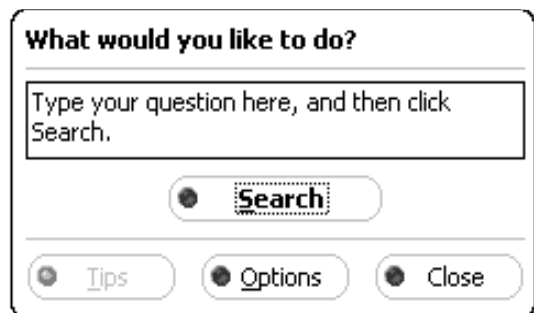 What would you like to do?
Type your question here, and then click
Search.
Search
Tips
Options
Close